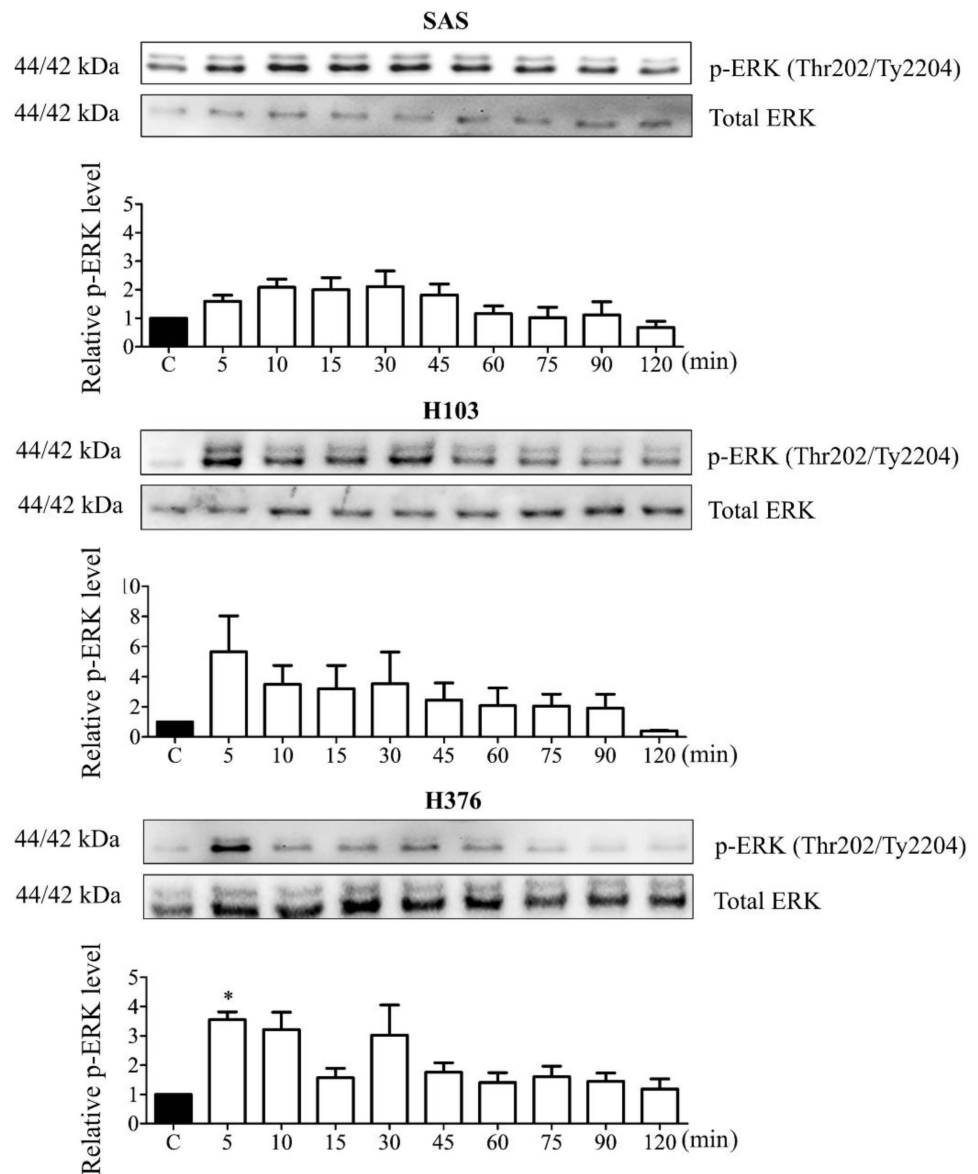 SAS
44/42 kDa p-ERK (Thr202/Ty2204)
44/42 kDa Total ERK
Relative p-ERK level
5
4
3
2
1
0
C 5 10 15 30 45 60 75 90 120 (min)
H103
44/42 kDa p-ERK (Thr202/Ty2204)
44/42 kDa Total ERK
Relative p-ERK level
10
8
6
4
2
0
C 5 10 15 30 45 60 75 90 120 (min)
H376
44/42 kDa p-ERK (Thr202/Ty2204)
44/42 kDa Total ERK
Relative p-ERK level
5
4
3
2
1
0
*
C 5 10 15 30 45 60 75 90 120 (min)